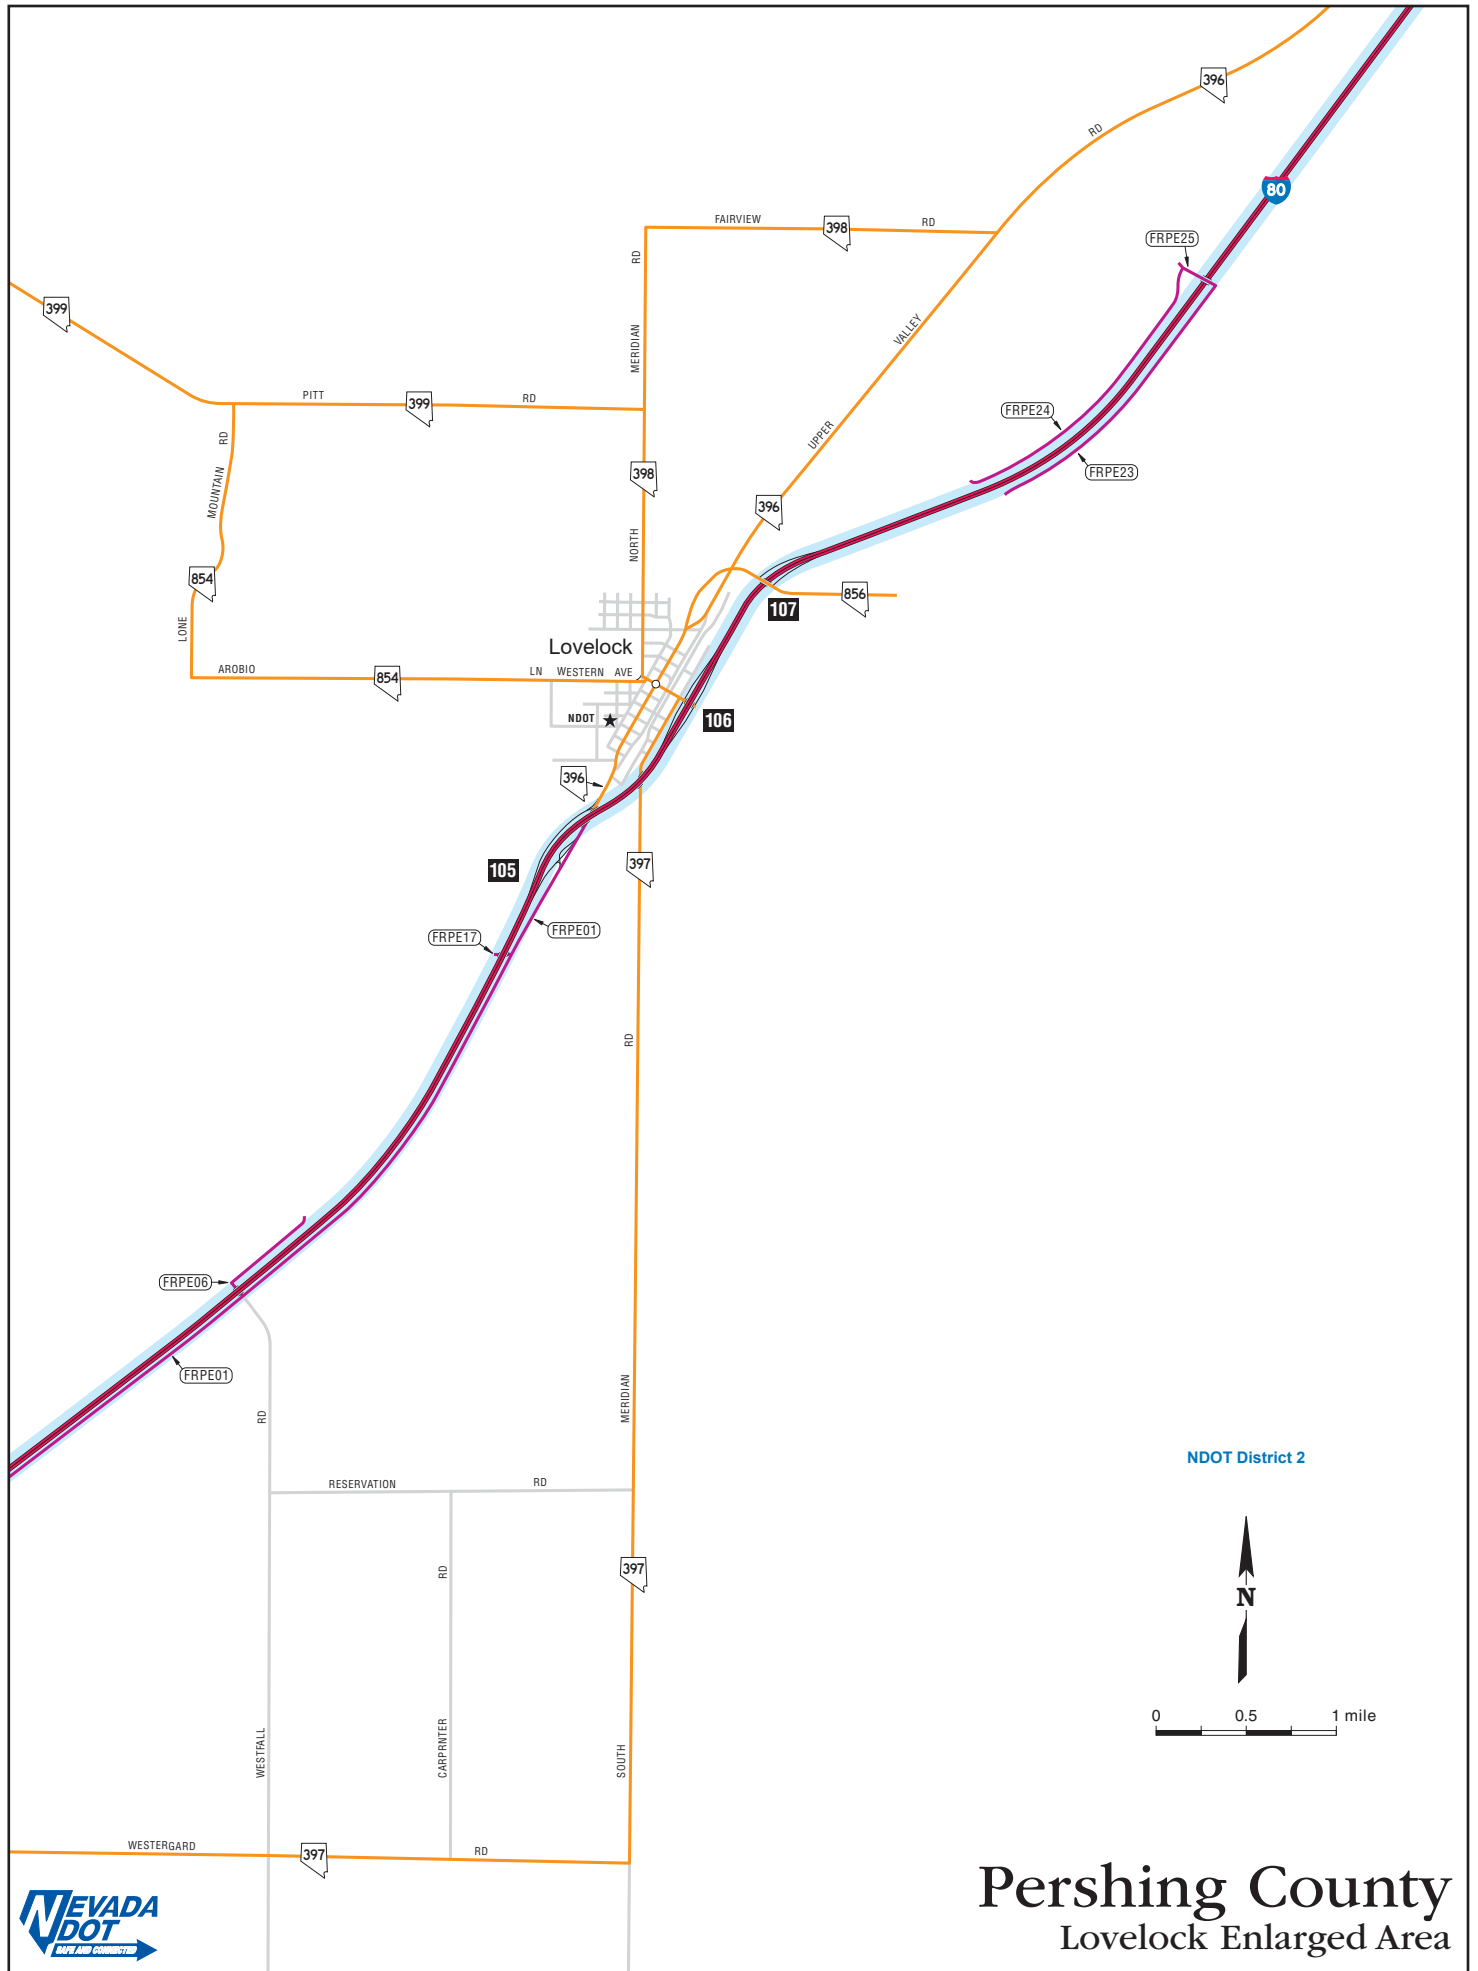 396
RD
80
FAIRVIEW
398
RD
FRPE25
RD
399
MERIDIAN
VALLEY
PITT
399
RD
FRPE24
RD
UPPER
398
FRPE23
MOUNTAIN
396
NORTH
854
856
107
LONE
Lovelock
AROBIO
854
LN
WESTERN
AVE
NDOT
106
396
105
397
FRPE17
FRPE01
RD
FRPE06
FRPE01
MERIDIAN
RD
NDOT District 2
RESERVATION
RD
RD
397
N
0 0.5 1 mile
WESTFALL
CARPRNTER
SOUTH
WESTERGARD
397
RD
Pershing County
Lovelock Enlarged Area
NEVADA
DOT
SAFE AND CONNECTED